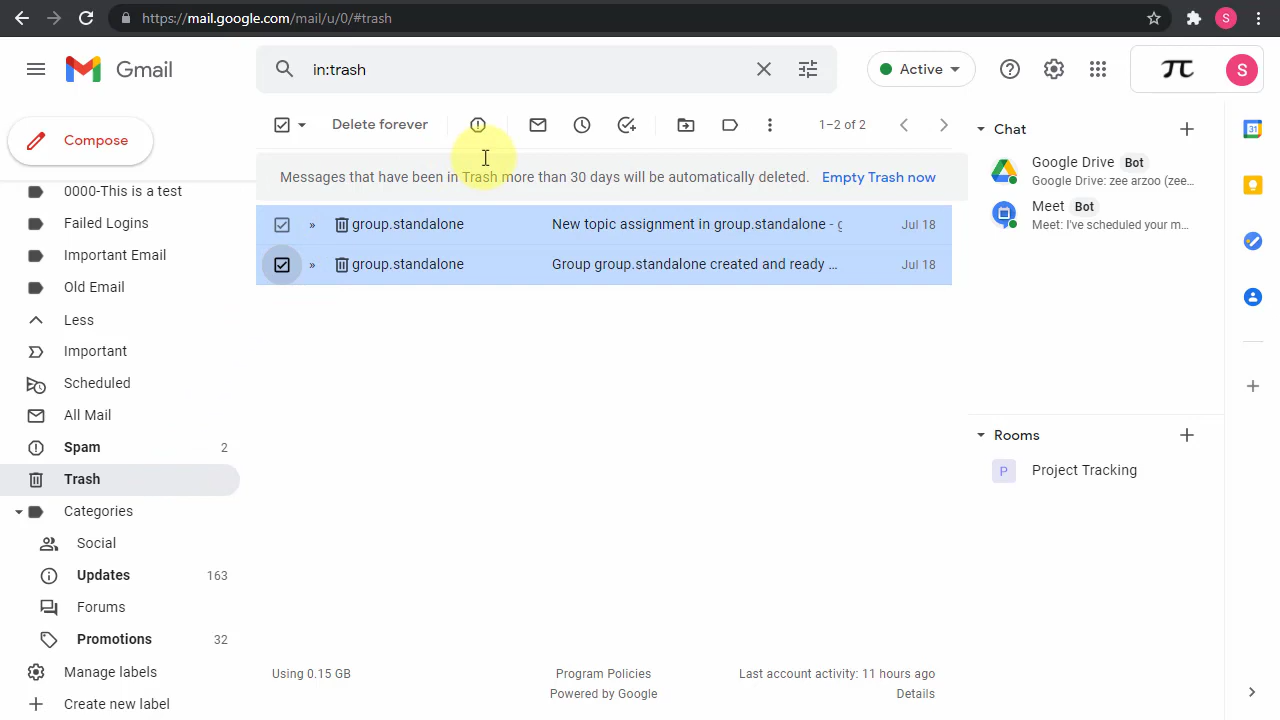 https://mail.google.com/mail/u/0/#trash
S
Gmail
in:trash
Active
π
S
Compose
0000-This is a test
Failed Logins
Important Email
Old Email
Less
Important
Scheduled
All Mail
Spam 2
Trash
Categories
Social
Updates 163
Forums
Promotions 32
Manage labels
Create new label
Delete forever
1–2 of 2
Messages that have been in Trash more than 30 days will be automatically deleted. Empty Trash now
» group.standalone New topic assignment in group.standalone - g Jul 18
» group.standalone Group group.standalone created and ready ... Jul 18
Using 0.15 GB
Program Policies
Powered by Google
Last account activity: 11 hours ago
Details
Chat
Google Drive Bot
Google Drive: zee arzoo (zee...
Meet Bot
Meet: I've scheduled your m...
Rooms
P Project Tracking
31